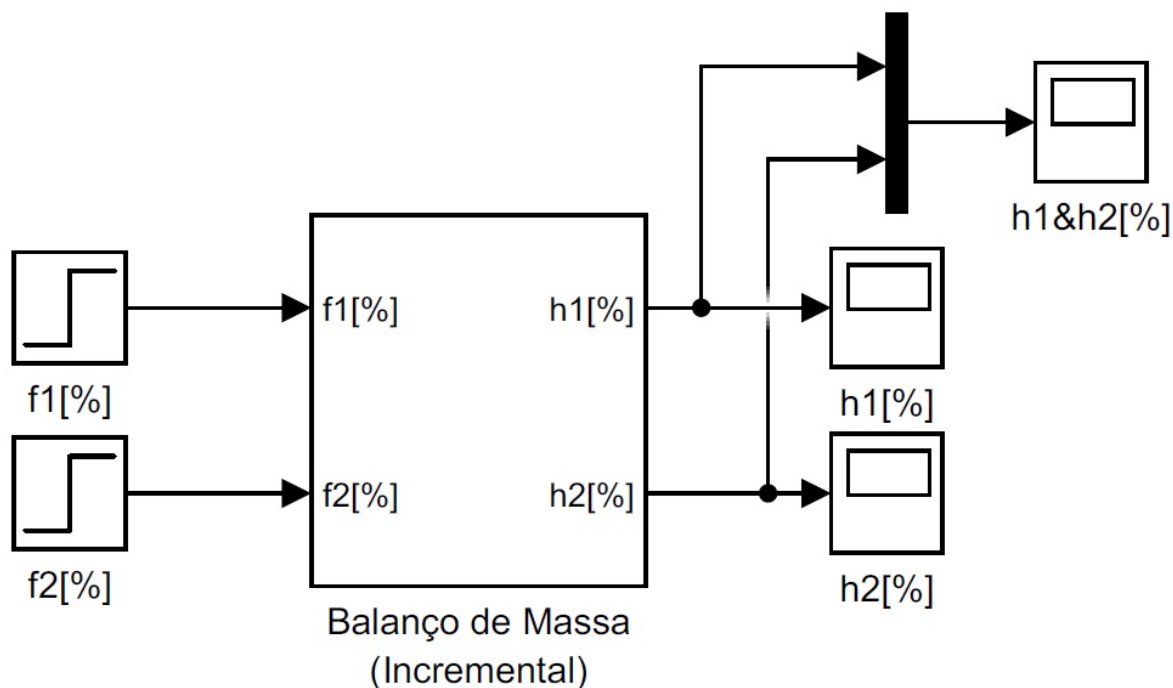 h1&h2[%]
f1[%]
h1[%]
f1[%]
h1[%]
f2[%]
h2[%]
f2[%]
h2[%]
Balanço de Massa
(Incremental)